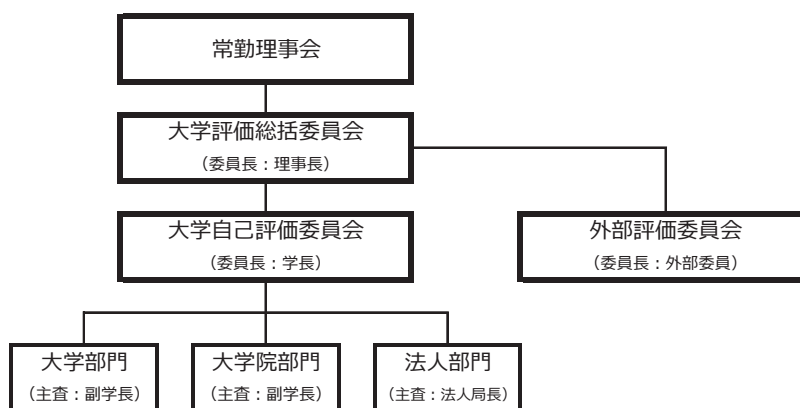 常勤理事会
大学評価総括委員会
（委員長：理事長）
大学自己評価委員会
（委員長：学長）
外部評価委員会
（委員長：外部委員）
大学部門
（主査：副学長）
大学院部門
（主査：副学長）
法人部門
（主査：法人局長）